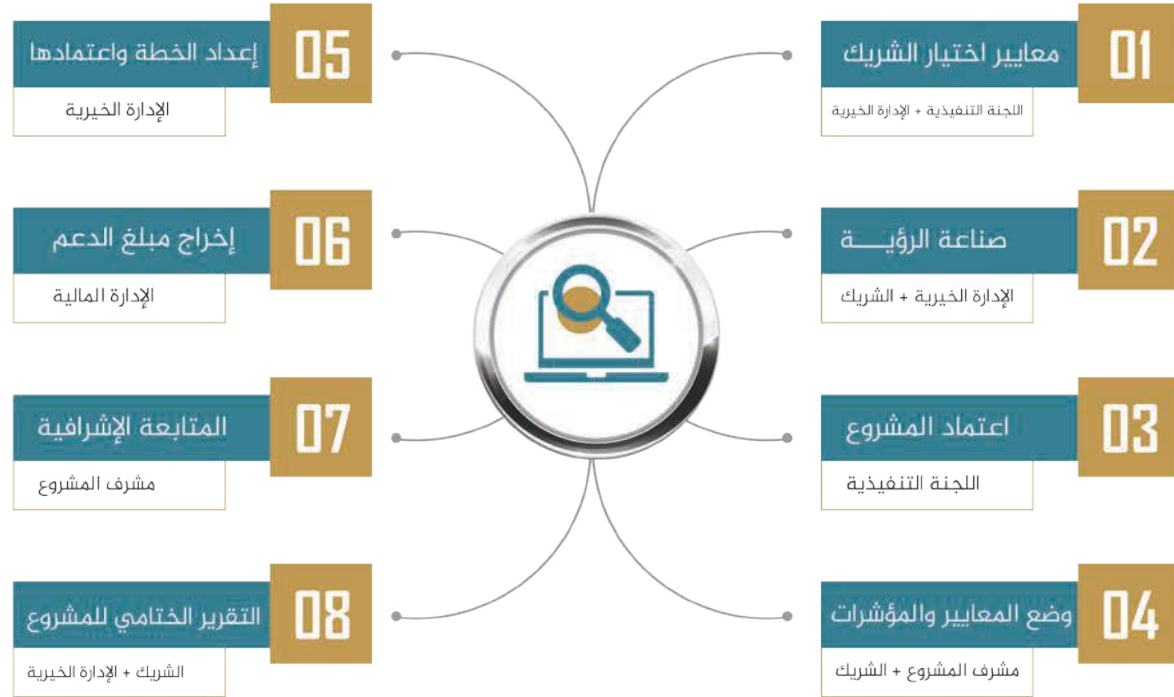 01
معايير اختيار الشريك
اللجنة التنفيذية + الإدارة الخيرية
02
صناعة الرؤيـــة
الإدارة الخيرية + الشريك
03
اعتماد المشروع
اللجنة التنفيذية
04
وضع المعايير والمؤشرات
مشرف المشروع + الشريك
05
إعداد الخطة واعتمادها
الإدارة الخيرية
06
إخراج مبلغ الدعم
الإدارة المالية
07
المتابعة الإشرافية
مشرف المشروع
08
التقرير الختامي للمشروع
الشريك + الإدارة الخيرية